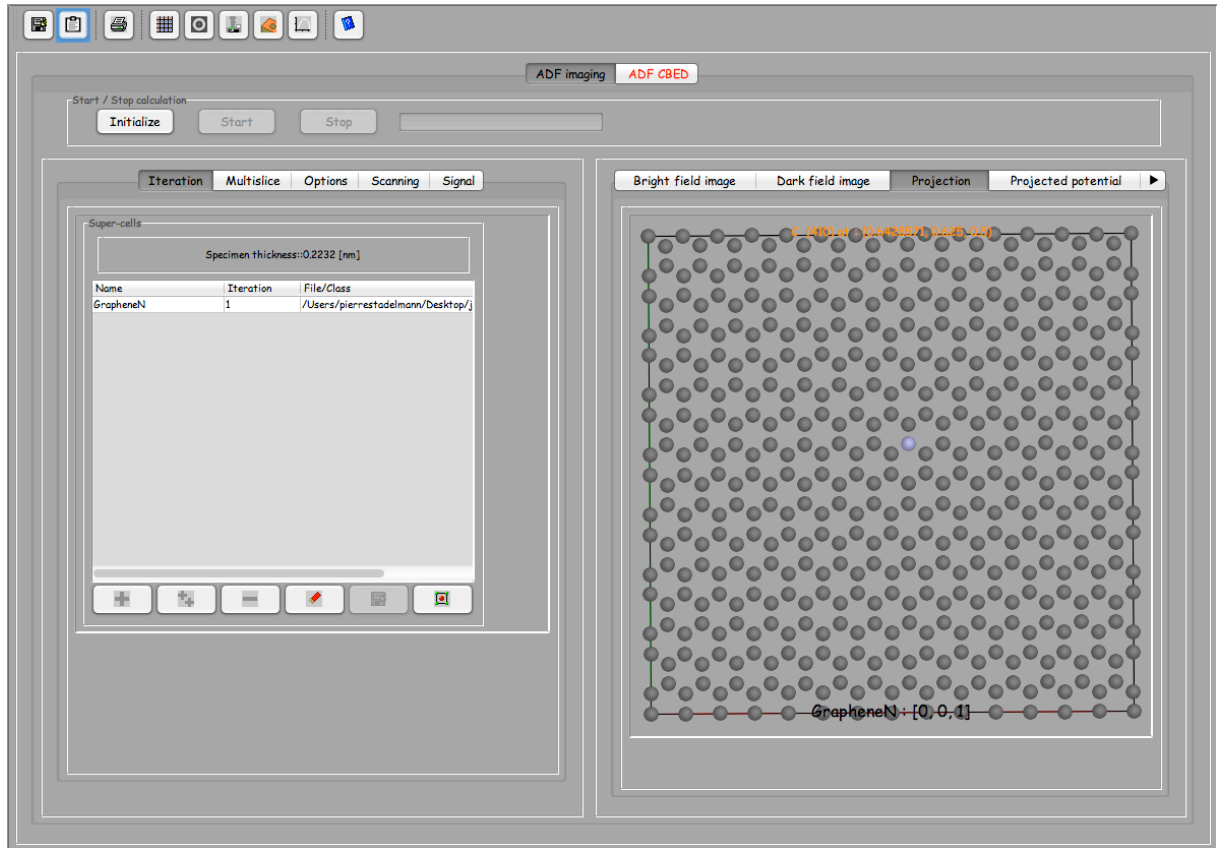 ADF imaging ADF CBED
Start / Stop calculation
Initialize Start Stop
Iteration Multislice Options Scanning Signal
Super-cells
Specimen thickness::0.2232 [nm]
Name Iteration File/Class
GrapheneN 1 /Users/pierrestadelmann/Desktop/j
Bright field image Dark field image Projection Projected potential
GrapheneN : [0, 0, 1]